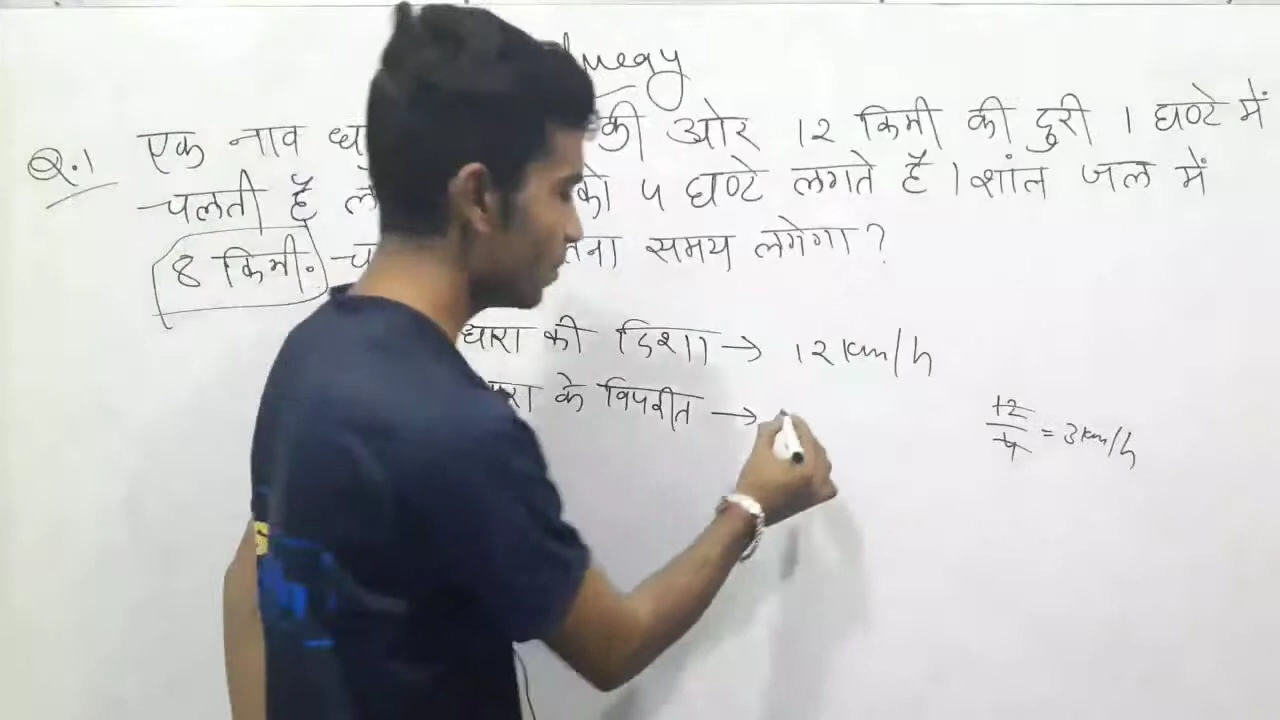 Q.1 एक नाव की ओर 12 किमी की दुरी 1 घण्टे में
चलती है को 4 घण्टे लगते है । शांत जल में
8 किमी. समय लगेगा ?
धारा की दिशा → 12 km/h
के विपरीत →
12/4 = 3 km/h